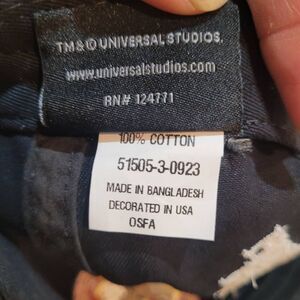 TM & © UNIVERSAL STUDIOS.
www.universalstudios.com
RN# 124771
100% COTTON
51505-3-0923
MADE IN BANGLADESH
DECORATED IN USA
OSFA